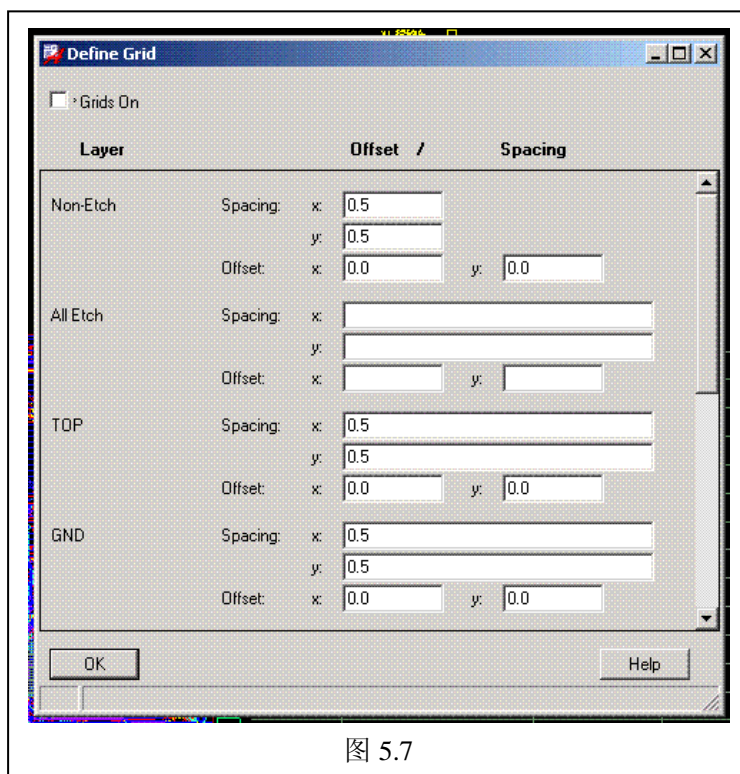 Define Grid
Grids On
Layer Offset / Spacing
Non-Etch Spacing: x: 0.5
y: 0.5
Offset: x: 0.0 y: 0.0
All Etch Spacing: x:
y:
Offset: x: y:
TOP Spacing: x: 0.5
y: 0.5
Offset: x: 0.0 y: 0.0
GND Spacing: x: 0.5
y: 0.5
Offset: x: 0.0 y: 0.0
OK Help
图 5.7